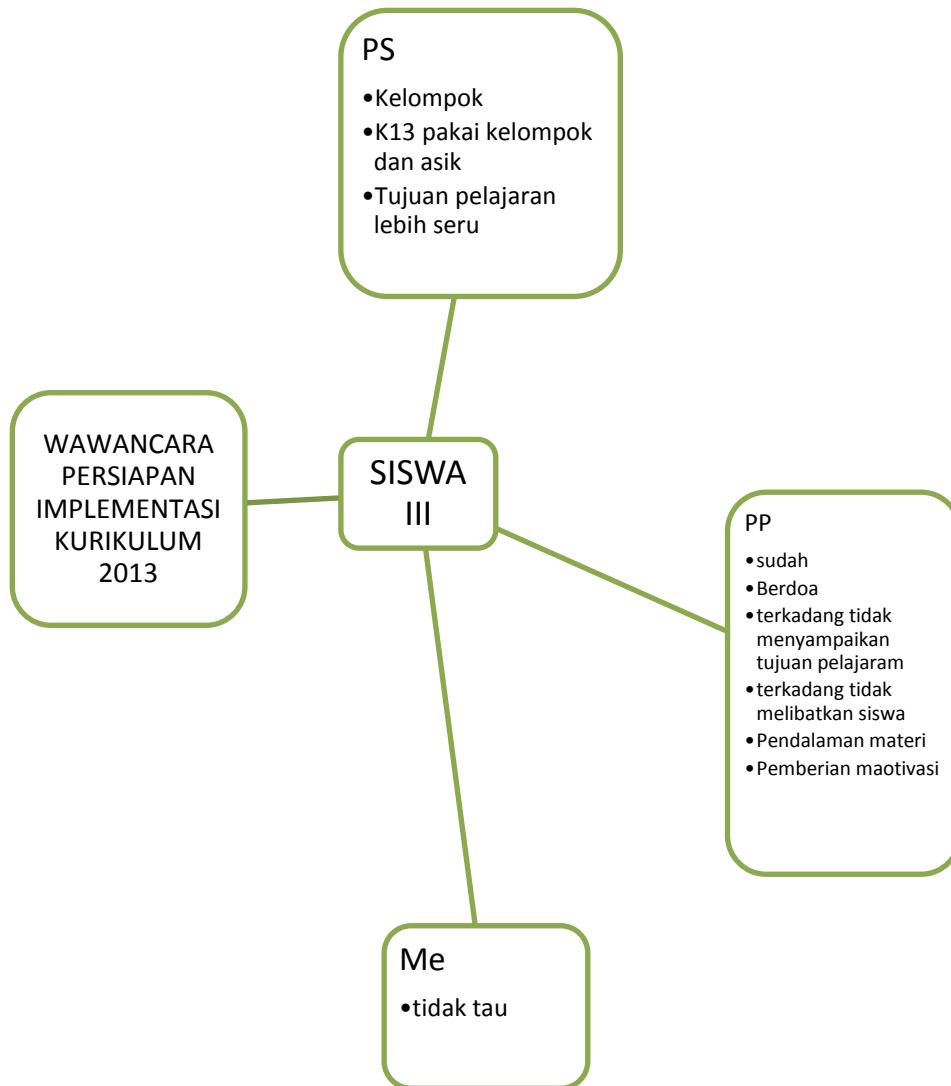 PS
•Kelompok
•K13 pakai kelompok
dan asik
•Tujuan pelajaran
lebih seru
WAWANCARA
PERSIAPAN
IMPLEMENTASI
KURIKULUM
2013
SISWA
III
PP
•sudah
•Berdoa
•terkadang tidak
menyampaikan
tujuan pelajaram
•terkadang tidak
melibatkan siswa
•Pendalaman materi
•Pemberian maotivasi
Me
•tidak tau